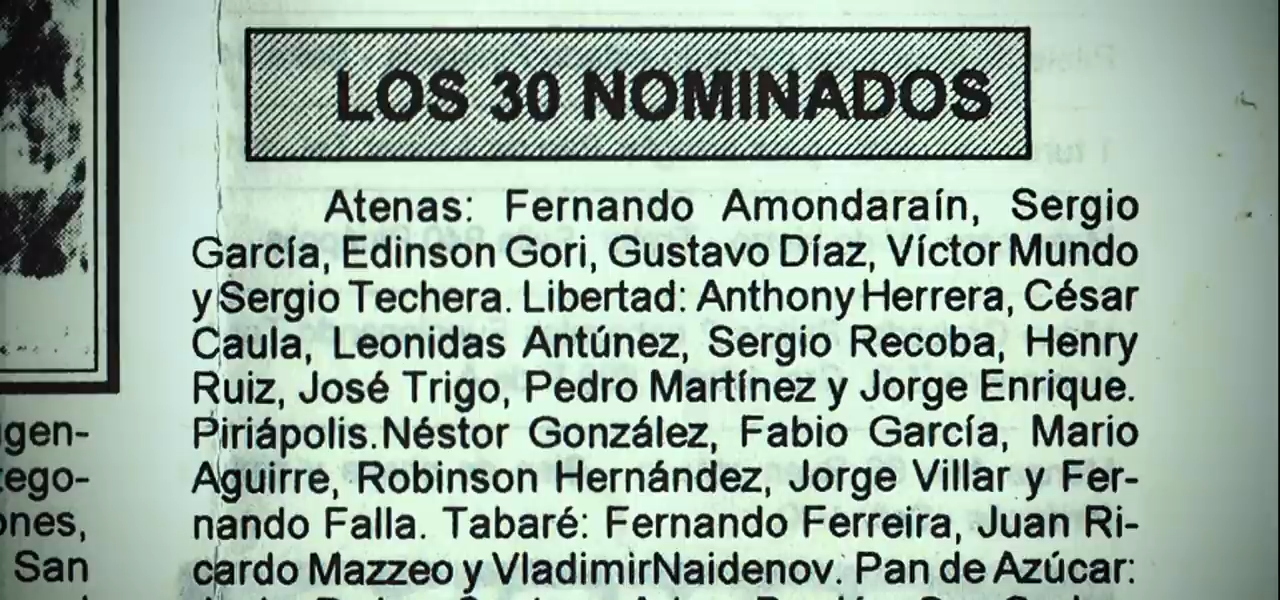 LOS 30 NOMINADOS
Atenas: Fernando Amondaraín, Sergio
García, Edinson Gori, Gustavo Díaz, Víctor Mundo
y Sergio Techera. Libertad: Anthony Herrera, César
Caula, Leonidas Antúnez, Sergio Recoba, Henry
Ruiz, José Trigo, Pedro Martínez y Jorge Enrique.
Piriápolis.Néstor González, Fabio García, Mario
Aguirre, Robinson Hernández, Jorge Villar y Fer-
nando Falla. Tabaré: Fernando Ferreira, Juan Ri-
cardo Mazzeo y VladimirNaidenov. Pan de Azúcar:
gen-
ego-
ones,
San